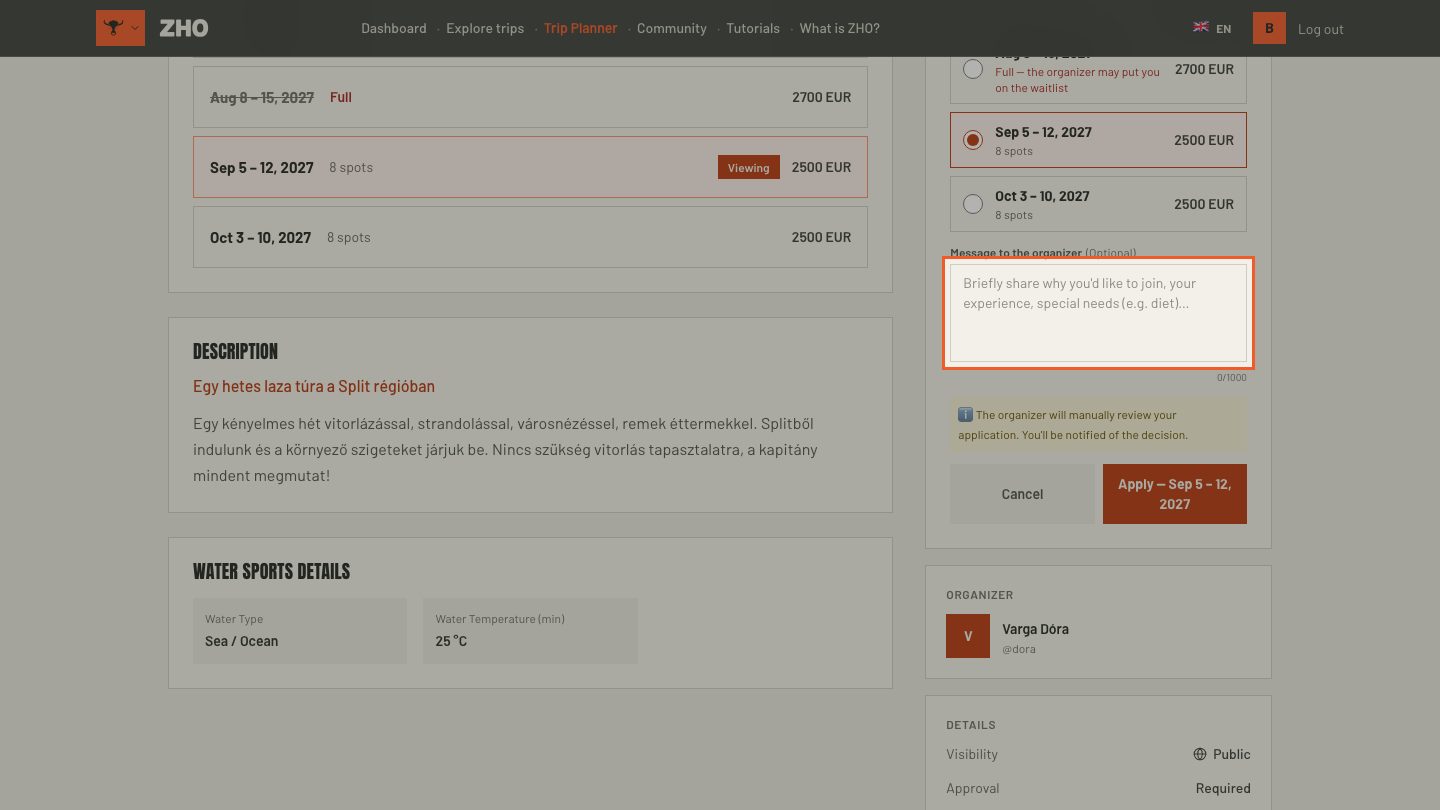 ZHO
Dashboard · Explore trips · Trip Planner · Community · Tutorials · What is ZHO?
EN
B
Log out
Aug 8 – 15, 2027 Full 2700 EUR
Sep 5 – 12, 2027 8 spots Viewing 2500 EUR
Oct 3 – 10, 2027 8 spots 2500 EUR
DESCRIPTION
Egy hetes laza túra a Split régióban
Egy kényelmes hét vitorlázással, strandolással, városnézéssel, remek éttermekkel. Splitből
indulunk és a környező szigeteket járjuk be. Nincs szükség vitorlás tapasztalatra, a kapitány
mindent megmutat!
WATER SPORTS DETAILS
Water Type
Sea / Ocean
Water Temperature (min)
25 °C
Full — the organizer may put you
on the waitlist
2700 EUR
Sep 5 – 12, 2027
8 spots
2500 EUR
Oct 3 – 10, 2027
8 spots
2500 EUR
Message to the organizer (Optional)
Briefly share why you'd like to join, your
experience, special needs (e.g. diet)...
0/1000
The organizer will manually review your
application. You'll be notified of the decision.
Cancel
Apply — Sep 5 – 12,
2027
ORGANIZER
V
Varga Dóra
@dora
DETAILS
Visibility Public
Approval Required